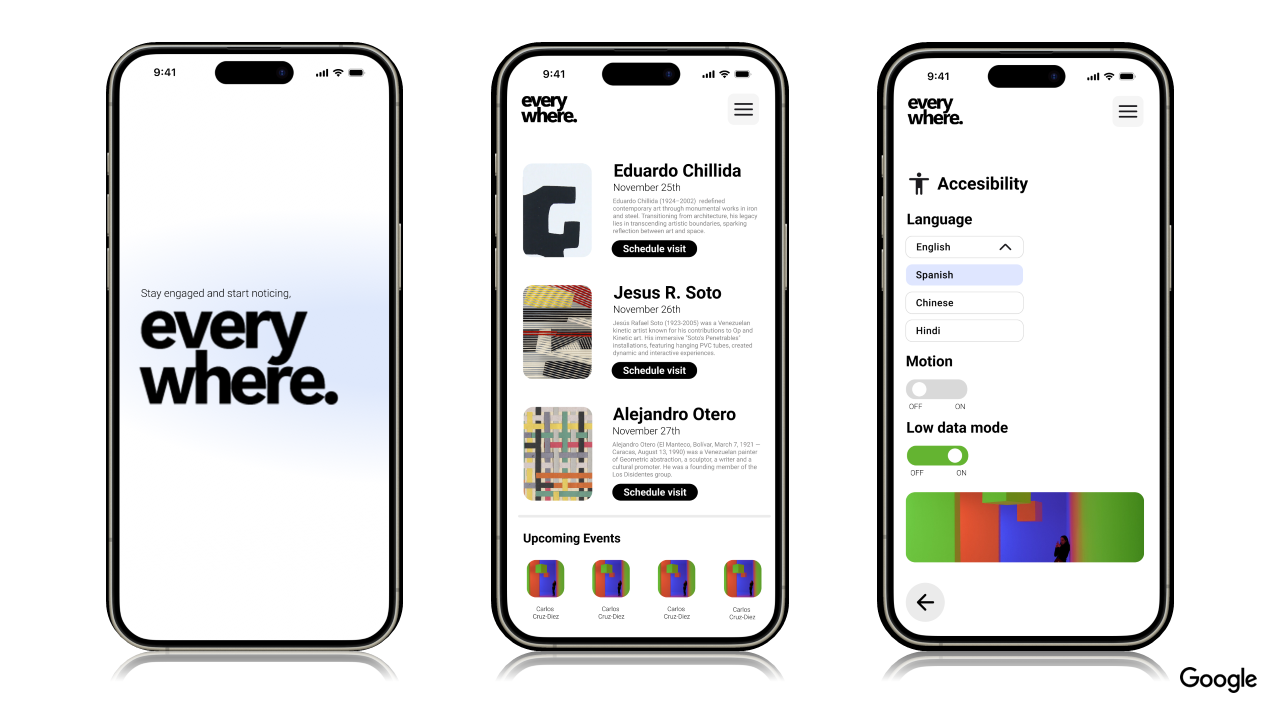 9:41
Stay engaged and start noticing,
every
where.
9:41
every
where.
Eduardo Chillida
November 25th
Eduardo Chillida (1924–2002) redefined
contemporary art through monumental works in iron
and steel. Transitioning from architecture, his legacy
lies in transcending artistic boundaries, sparking
reflection between art and space.
Schedule visit
Jesus R. Soto
November 26th
Jesús Rafael Soto (1923-2005) was a Venezuelan
kinetic artist known for his contributions to Op and
Kinetic art. His immersive "Soto's Penetrables"
installations, featuring hanging PVC tubes, created
dynamic and interactive experiences.
Schedule visit
Alejandro Otero
November 27th
Alejandro Otero (El Manteco, Bolívar, March 7, 1921 —
Caracas, August 13, 1990) was a Venezuelan painter
of Geometric abstraction, a sculptor, a writer and a
cultural promoter. He was a founding member of the
Los Disidentes group.
Schedule visit
Upcoming Events
Carlos
Cruz-Diez
Carlos
Cruz-Diez
Carlos
Cruz-Diez
Carlos
Cruz-Diez
9:41
every
where.
Accesibility
Language
English
Spanish
Chinese
Hindi
Motion
OFF ON
Low data mode
OFF ON
Google